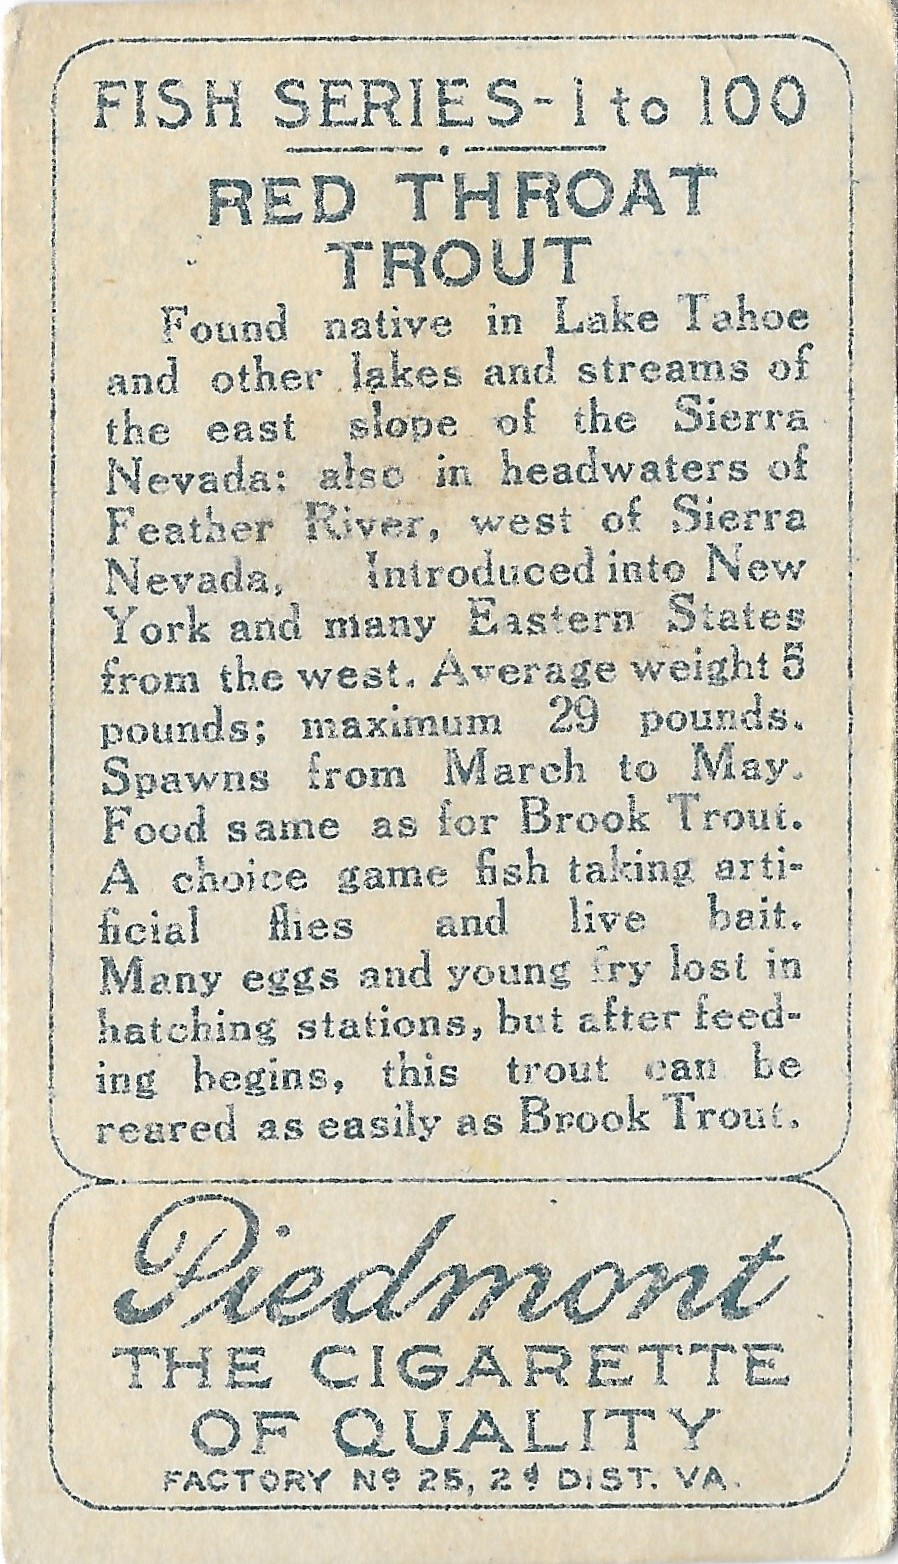 FISH SERIES-1 to 100
RED THROAT
TROUT
Found native in Lake Tahoe
and other lakes and streams of
the east slope of the Sierra
Nevada; also in headwaters of
Feather River, west of Sierra
Nevada, Introduced into New
York and many Eastern States
from the west. Average weight 5
pounds; maximum 29 pounds.
Spawns from March to May.
Food same as for Brook Trout.
A choice game fish taking arti-
ficial flies and live bait.
Many eggs and young fry lost in
hatching stations, but after feed-
ing begins, this trout can be
reared as easily as Brook Trout.
Piedmont
THE CIGARETTE
OF QUALITY
FACTORY Nº 25, 2d DIST. VA.